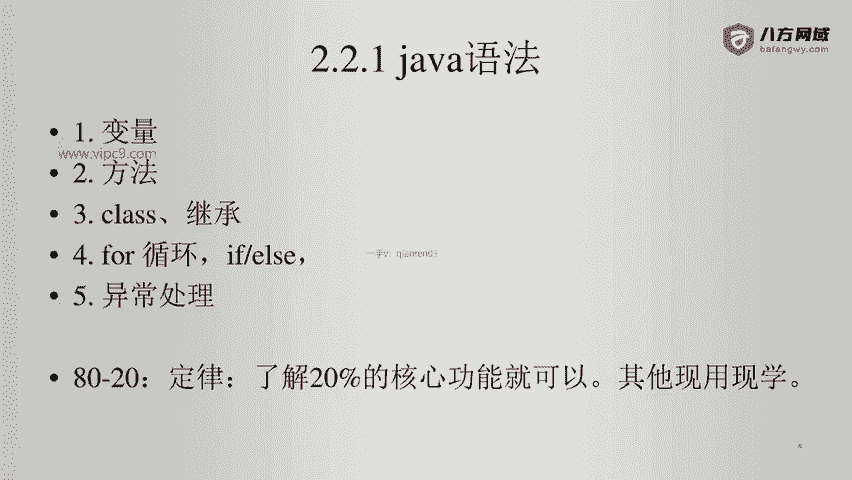 八方网域
bafangwy.com
2.2.1 java语法
• 1. 变量
www.vipc9.com
• 2. 方法
• 3. class、继承
• 4. for 循环，if/else，
一手v：qianren03
• 5. 异常处理
• 80-20：定律：了解20%的核心功能就可以。其他现用现学。